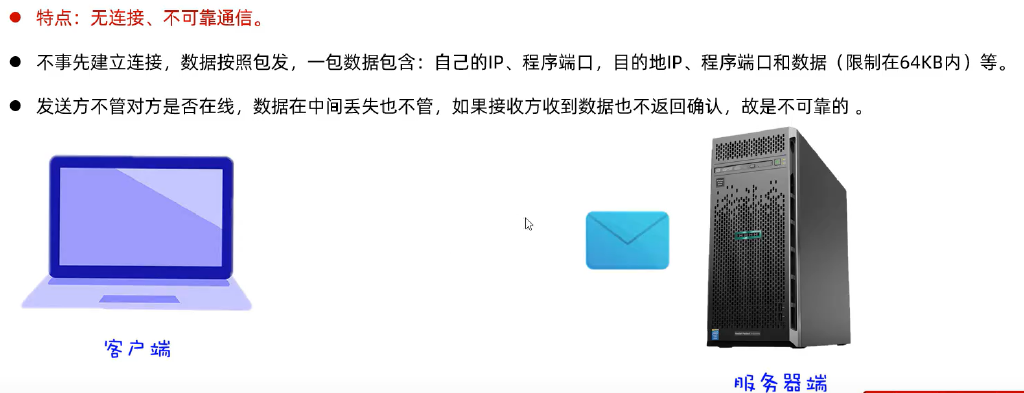 特点：无连接、不可靠通信。
不事先建立连接，数据按照包发，一包数据包含：自己的IP、程序端口，目的地IP、程序端口和数据（限制在64KB内）等。
发送方不管对方是否在线，数据在中间丢失也不管，如果接收方收到数据也不返回确认，故是不可靠的 。
客户端
服务器端